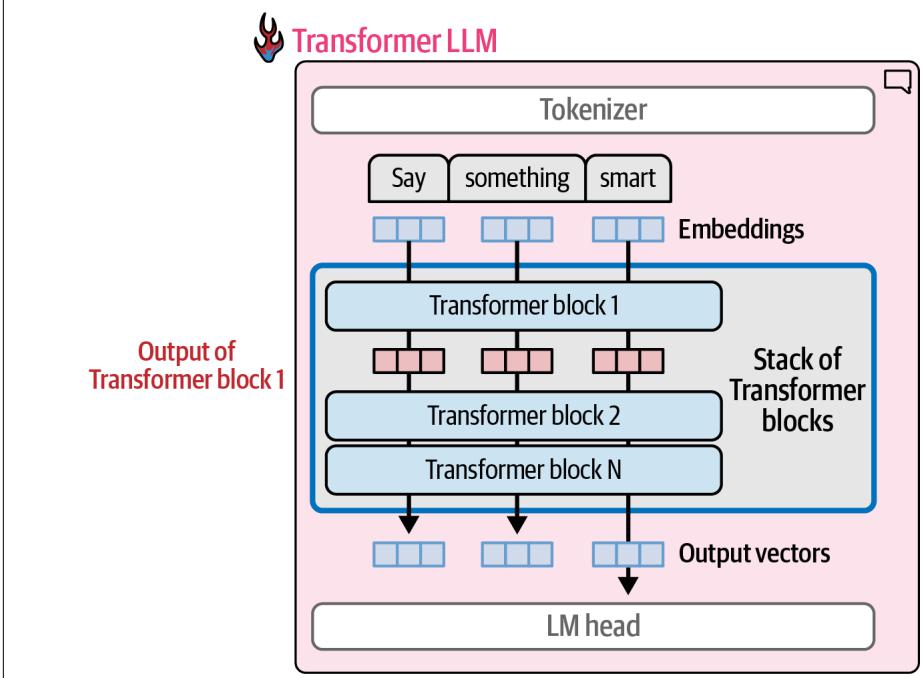 Transformer LLM
Tokenizer
Say something smart
Embeddings
Transformer block 1
Output of
Transformer block 1
Stack of
Transformer
blocks
Transformer block 2
Transformer block N
Output vectors
LM head